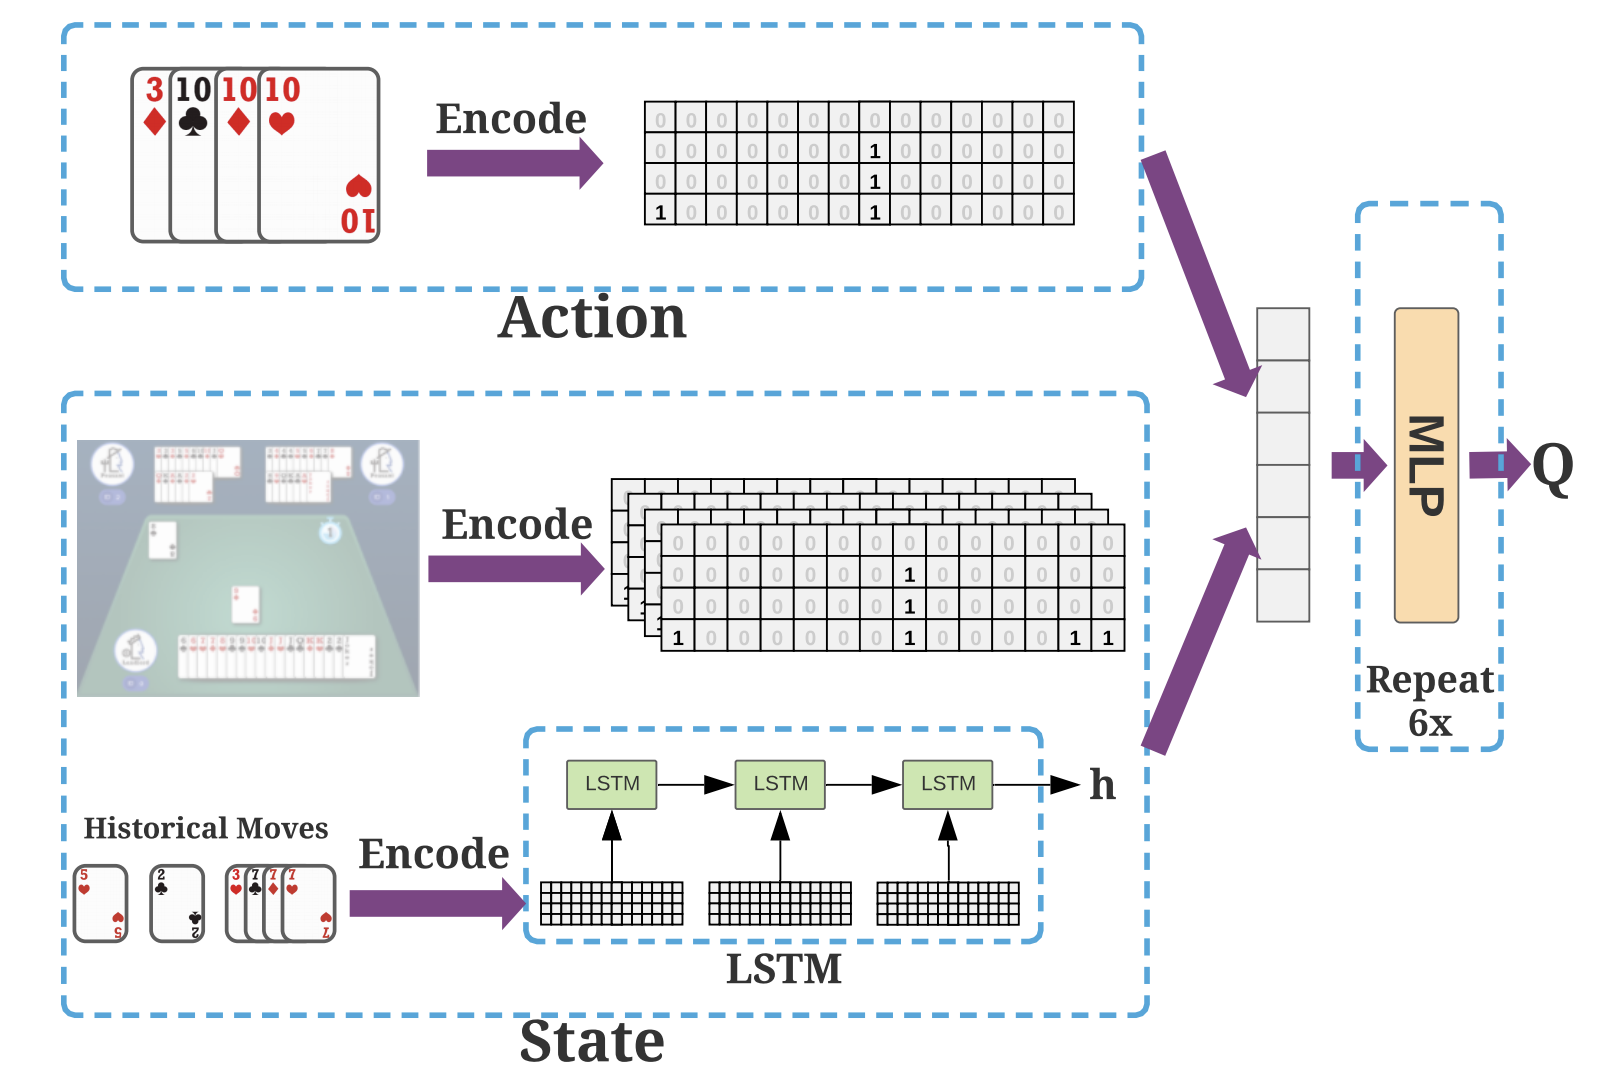 3 10 10 10
10
Encode
0 0 0 0 0 0 0 0 0 0 0 0 0 0
0 0 0 0 0 0 0 1 0 0 0 0 0 0
0 0 0 0 0 0 0 1 0 0 0 0 0 0
1 0 0 0 0 0 0 1 0 0 0 0 0 0
Action
Encode
0 0 0 0 0 0 0 0 0 0 0 0 0 0
0 0 0 0 0 0 0 1 0 0 0 0 0 0
0 0 0 0 0 0 0 1 0 0 0 0 0 0
1 0 0 0 0 0 0 1 0 0 0 0 1 1
Historical Moves
5
5
2
2
3 7 7 7
7
Encode
LSTM LSTM LSTM h
LSTM
State
MLP
Q
Repeat
6x